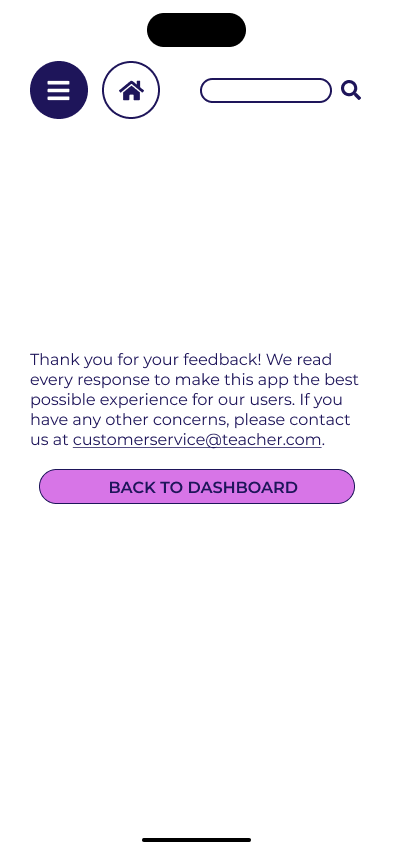 Thank you for your feedback! We read
every response to make this app the best
possible experience for our users. If you
have any other concerns, please contact
us at customerservice@teacher.com.
BACK TO DASHBOARD